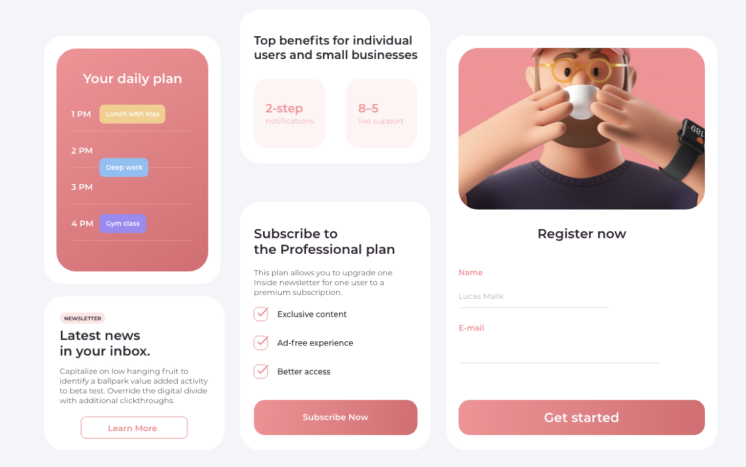 Your daily plan
1 PM
Lunch with Max
2 PM
Deep work
3 PM
4 PM
Gym class
NEWSLETTER
Latest news
in your inbox.
Capitalize on low hanging fruit to
identify a ballpark value added activity
to beta test. Override the digital divide
with additional clickthroughs.
Learn More
Top benefits for individual
users and small businesses
2-step
notifications
8–5
live support
Subscribe to
the Professional plan
This plan allows you to upgrade one
Inside newsletter for one user to a
premium subscription.
Exclusive content
Ad-free experience
Better access
Subscribe Now
Register now
Name
Lucas Malik
E-mail
Get started